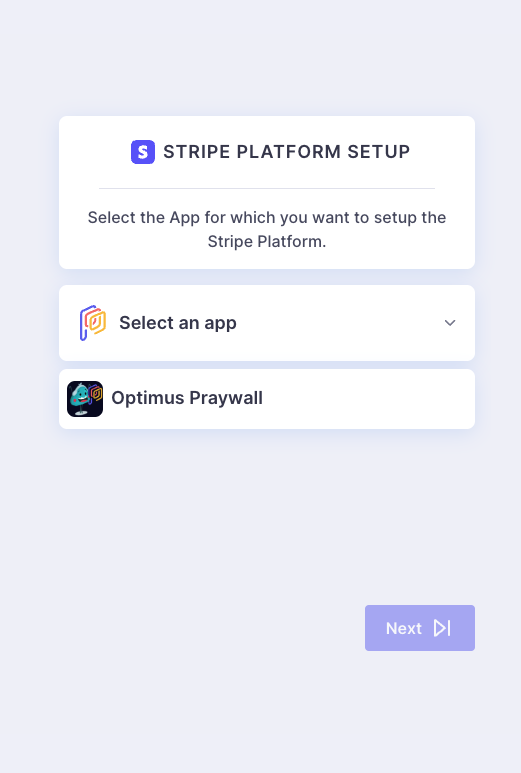 S STRIPE PLATFORM SETUP
Select the App for which you want to setup the
Stripe Platform.
Select an app
Optimus Praywall
Next